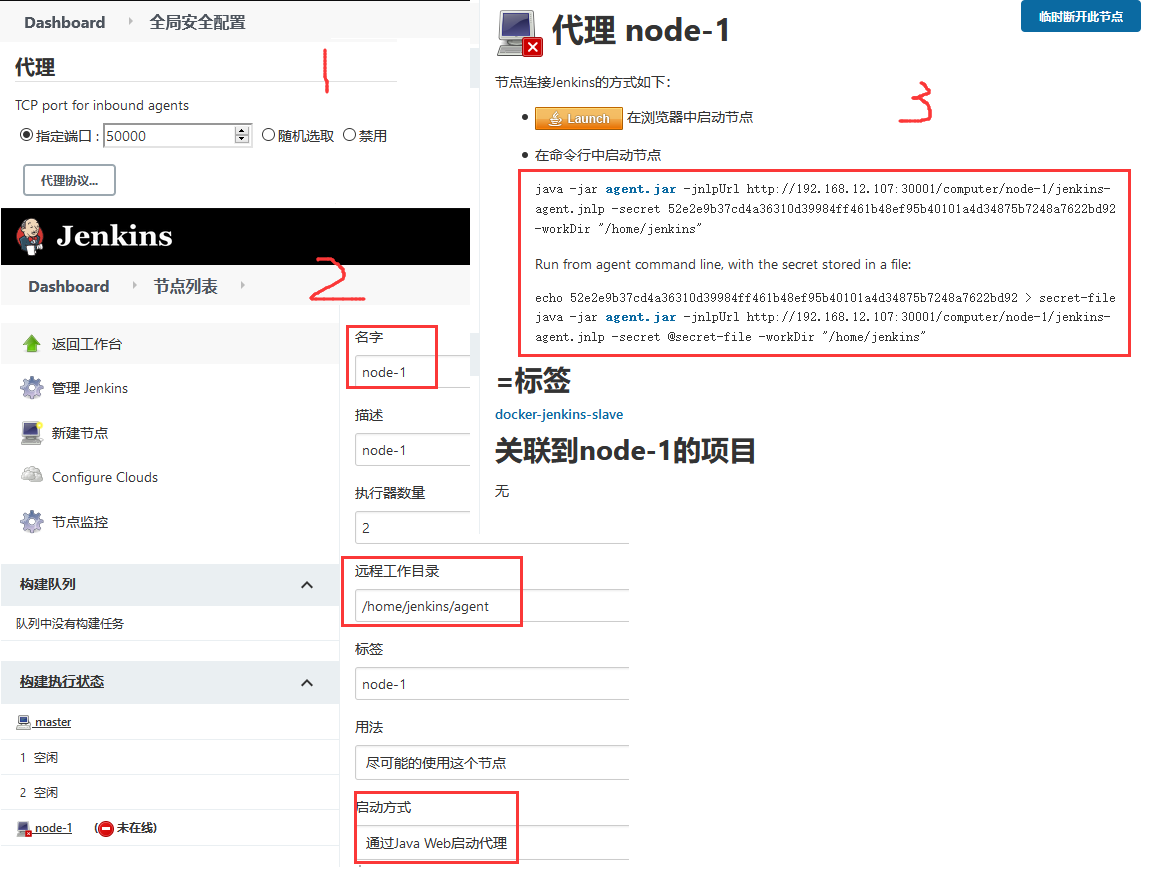 Dashboard 全局安全配置
代理
1
TCP port for inbound agents
指定端口 : 50000 随机选取 禁用
代理协议...
Jenkins
Dashboard 节点列表
2
返回工作台
管理 Jenkins
新建节点
Configure Clouds
节点监控
构建队列
队列中没有构建任务
构建执行状态
master
1 空闲
2 空闲
node-1 (未在线)
名字
node-1
描述
node-1
执行器数量
2
远程工作目录
/home/jenkins/agent
标签
node-1
用法
尽可能的使用这个节点
启动方式
通过Java Web启动代理
代理 node-1
临时断开此节点
节点连接Jenkins的方式如下：
3
• Launch 在浏览器中启动节点
• 在命令行中启动节点
java -jar agent.jar -jnlpUrl http://192.168.12.107:30001/computer/node-1/jenkins-
agent.jnlp -secret 52e2e9b37cd4a36310d39984ff461b48ef95b40101a4d34875b7248a7622bd92
-workDir "/home/jenkins"
Run from agent command line, with the secret stored in a file:
echo 52e2e9b37cd4a36310d39984ff461b48ef95b40101a4d34875b7248a7622bd92 > secret-file
java -jar agent.jar -jnlpUrl http://192.168.12.107:30001/computer/node-1/jenkins-
agent.jnlp -secret @secret-file -workDir "/home/jenkins"
=标签
docker-jenkins-slave
关联到node-1的项目
无